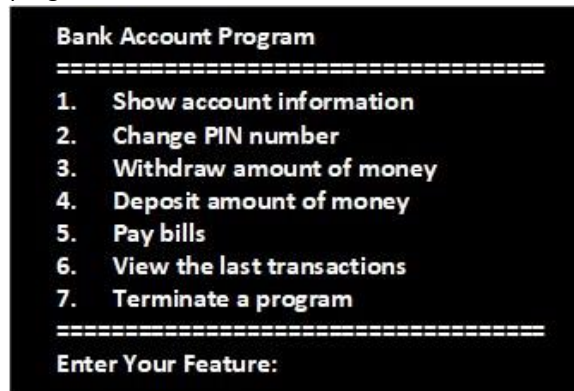 Bank Account Program
====================================
1. Show account information
2. Change PIN number
3. Withdraw amount of money
4. Deposit amount of money
5. Pay bills
6. View the last transactions
7. Terminate a program
====================================
Enter Your Feature: